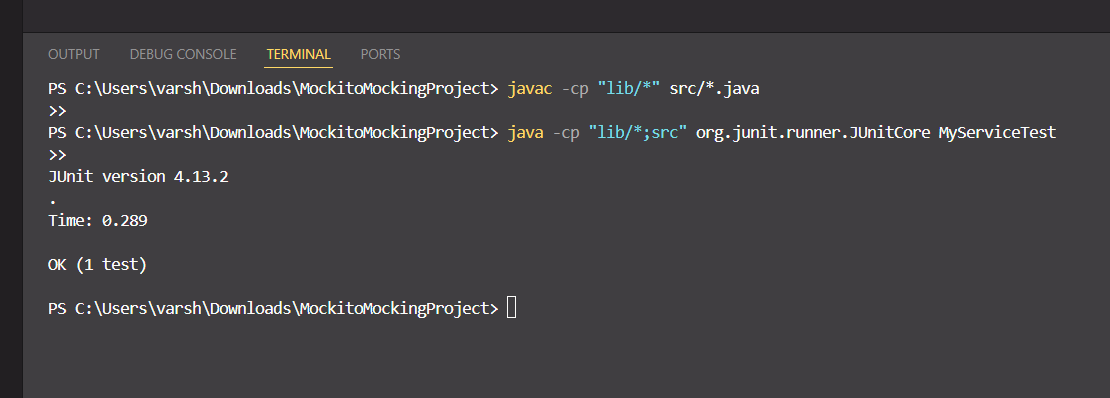 OUTPUT DEBUG CONSOLE TERMINAL PORTS
PS C:\Users\varsh\Downloads\MockitoMockingProject> javac -cp "lib/*" src/*.java
>>
PS C:\Users\varsh\Downloads\MockitoMockingProject> java -cp "lib/*;src" org.junit.runner.JUnitCore MyServiceTest
>>
JUnit version 4.13.2
.
Time: 0.289
OK (1 test)
PS C:\Users\varsh\Downloads\MockitoMockingProject>